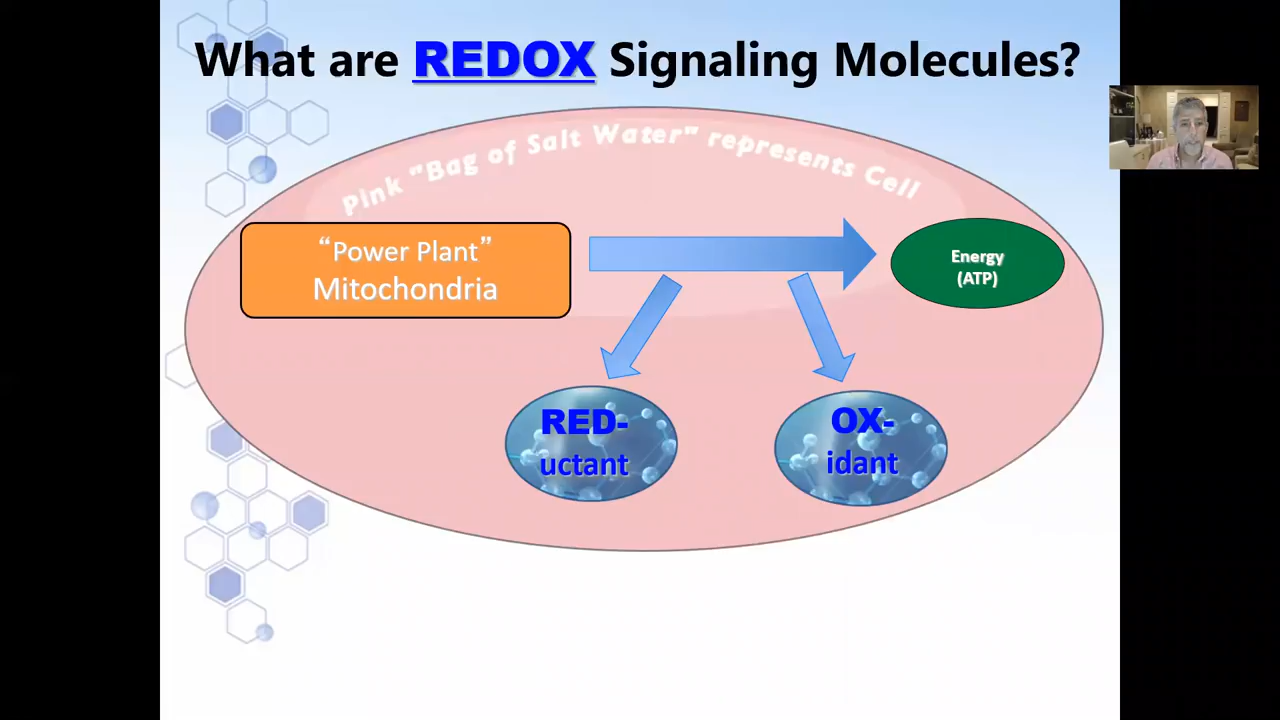 What are REDOX Signaling Molecules?
Pink "Bag of Salt Water" represents Cell
“Power Plant”
Mitochondria
Energy
(ATP)
RED-
uctant
OX-
idant